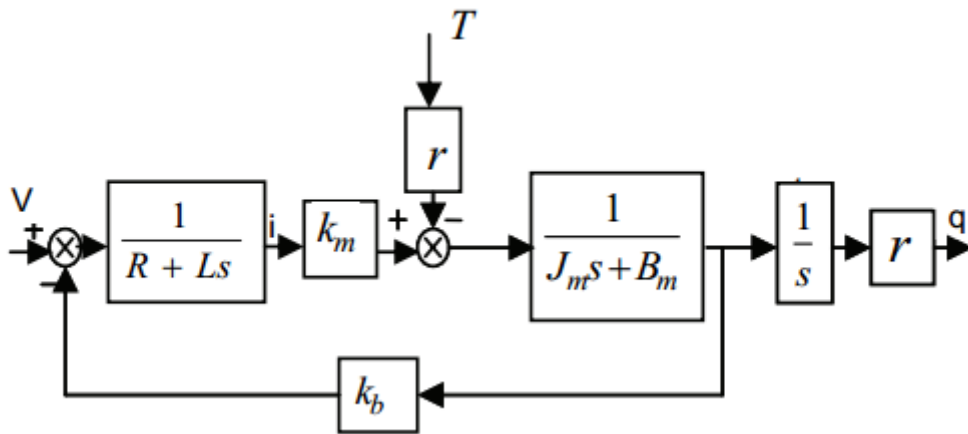 T
r
V
+
−
1
R + Ls
i
k_m
+
−
1
J_m s + B_m
1
s
r
q
k_b